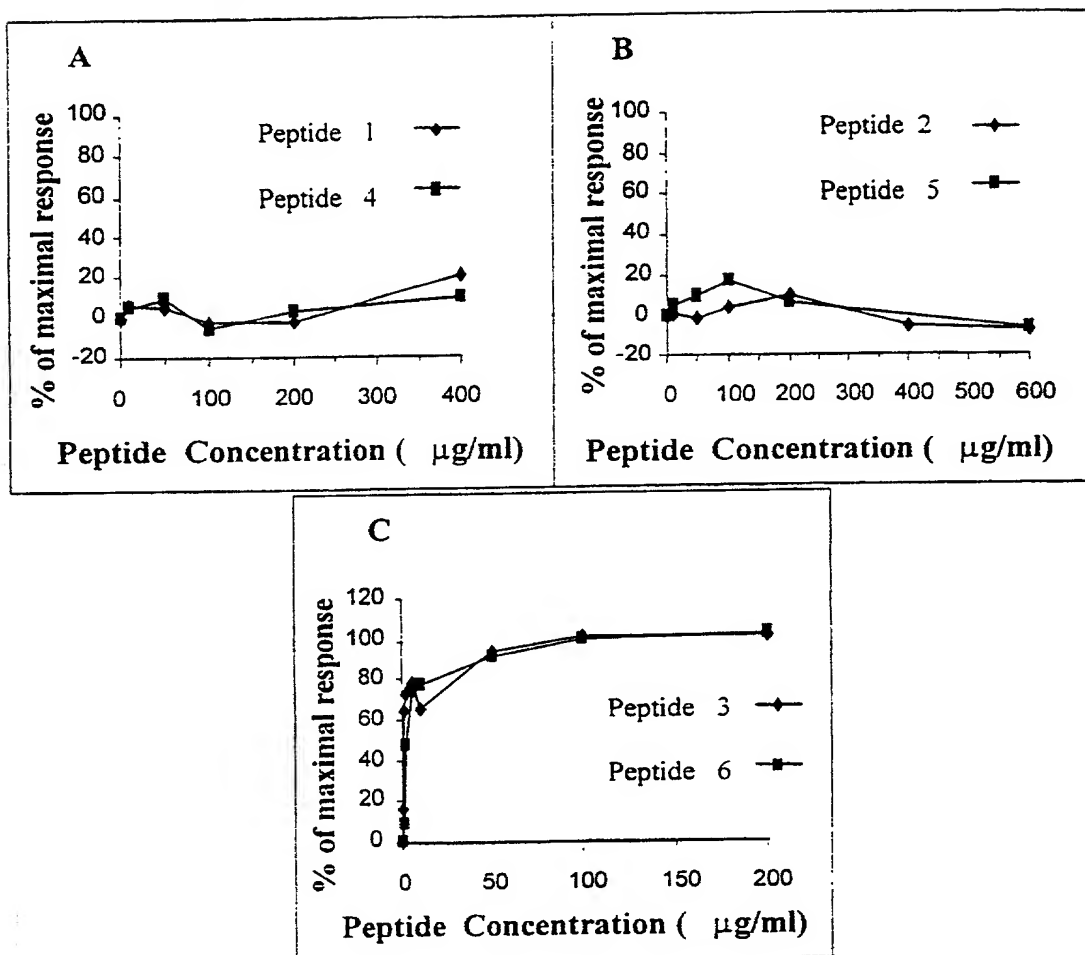 A
% of maximal response
100
80
60
40
20
0
-20
Peptide 1
Peptide 4
0 100 200 300 400
Peptide Concentration ( μg/ml)
B
% of maximal response
100
80
60
40
20
0
-20
Peptide 2
Peptide 5
0 100 200 300 400 500 600
Peptide Concentration ( μg/ml)
C
% of maximal response
120
100
80
60
40
20
0
Peptide 3
Peptide 6
0 50 100 150 200
Peptide Concentration ( μg/ml)